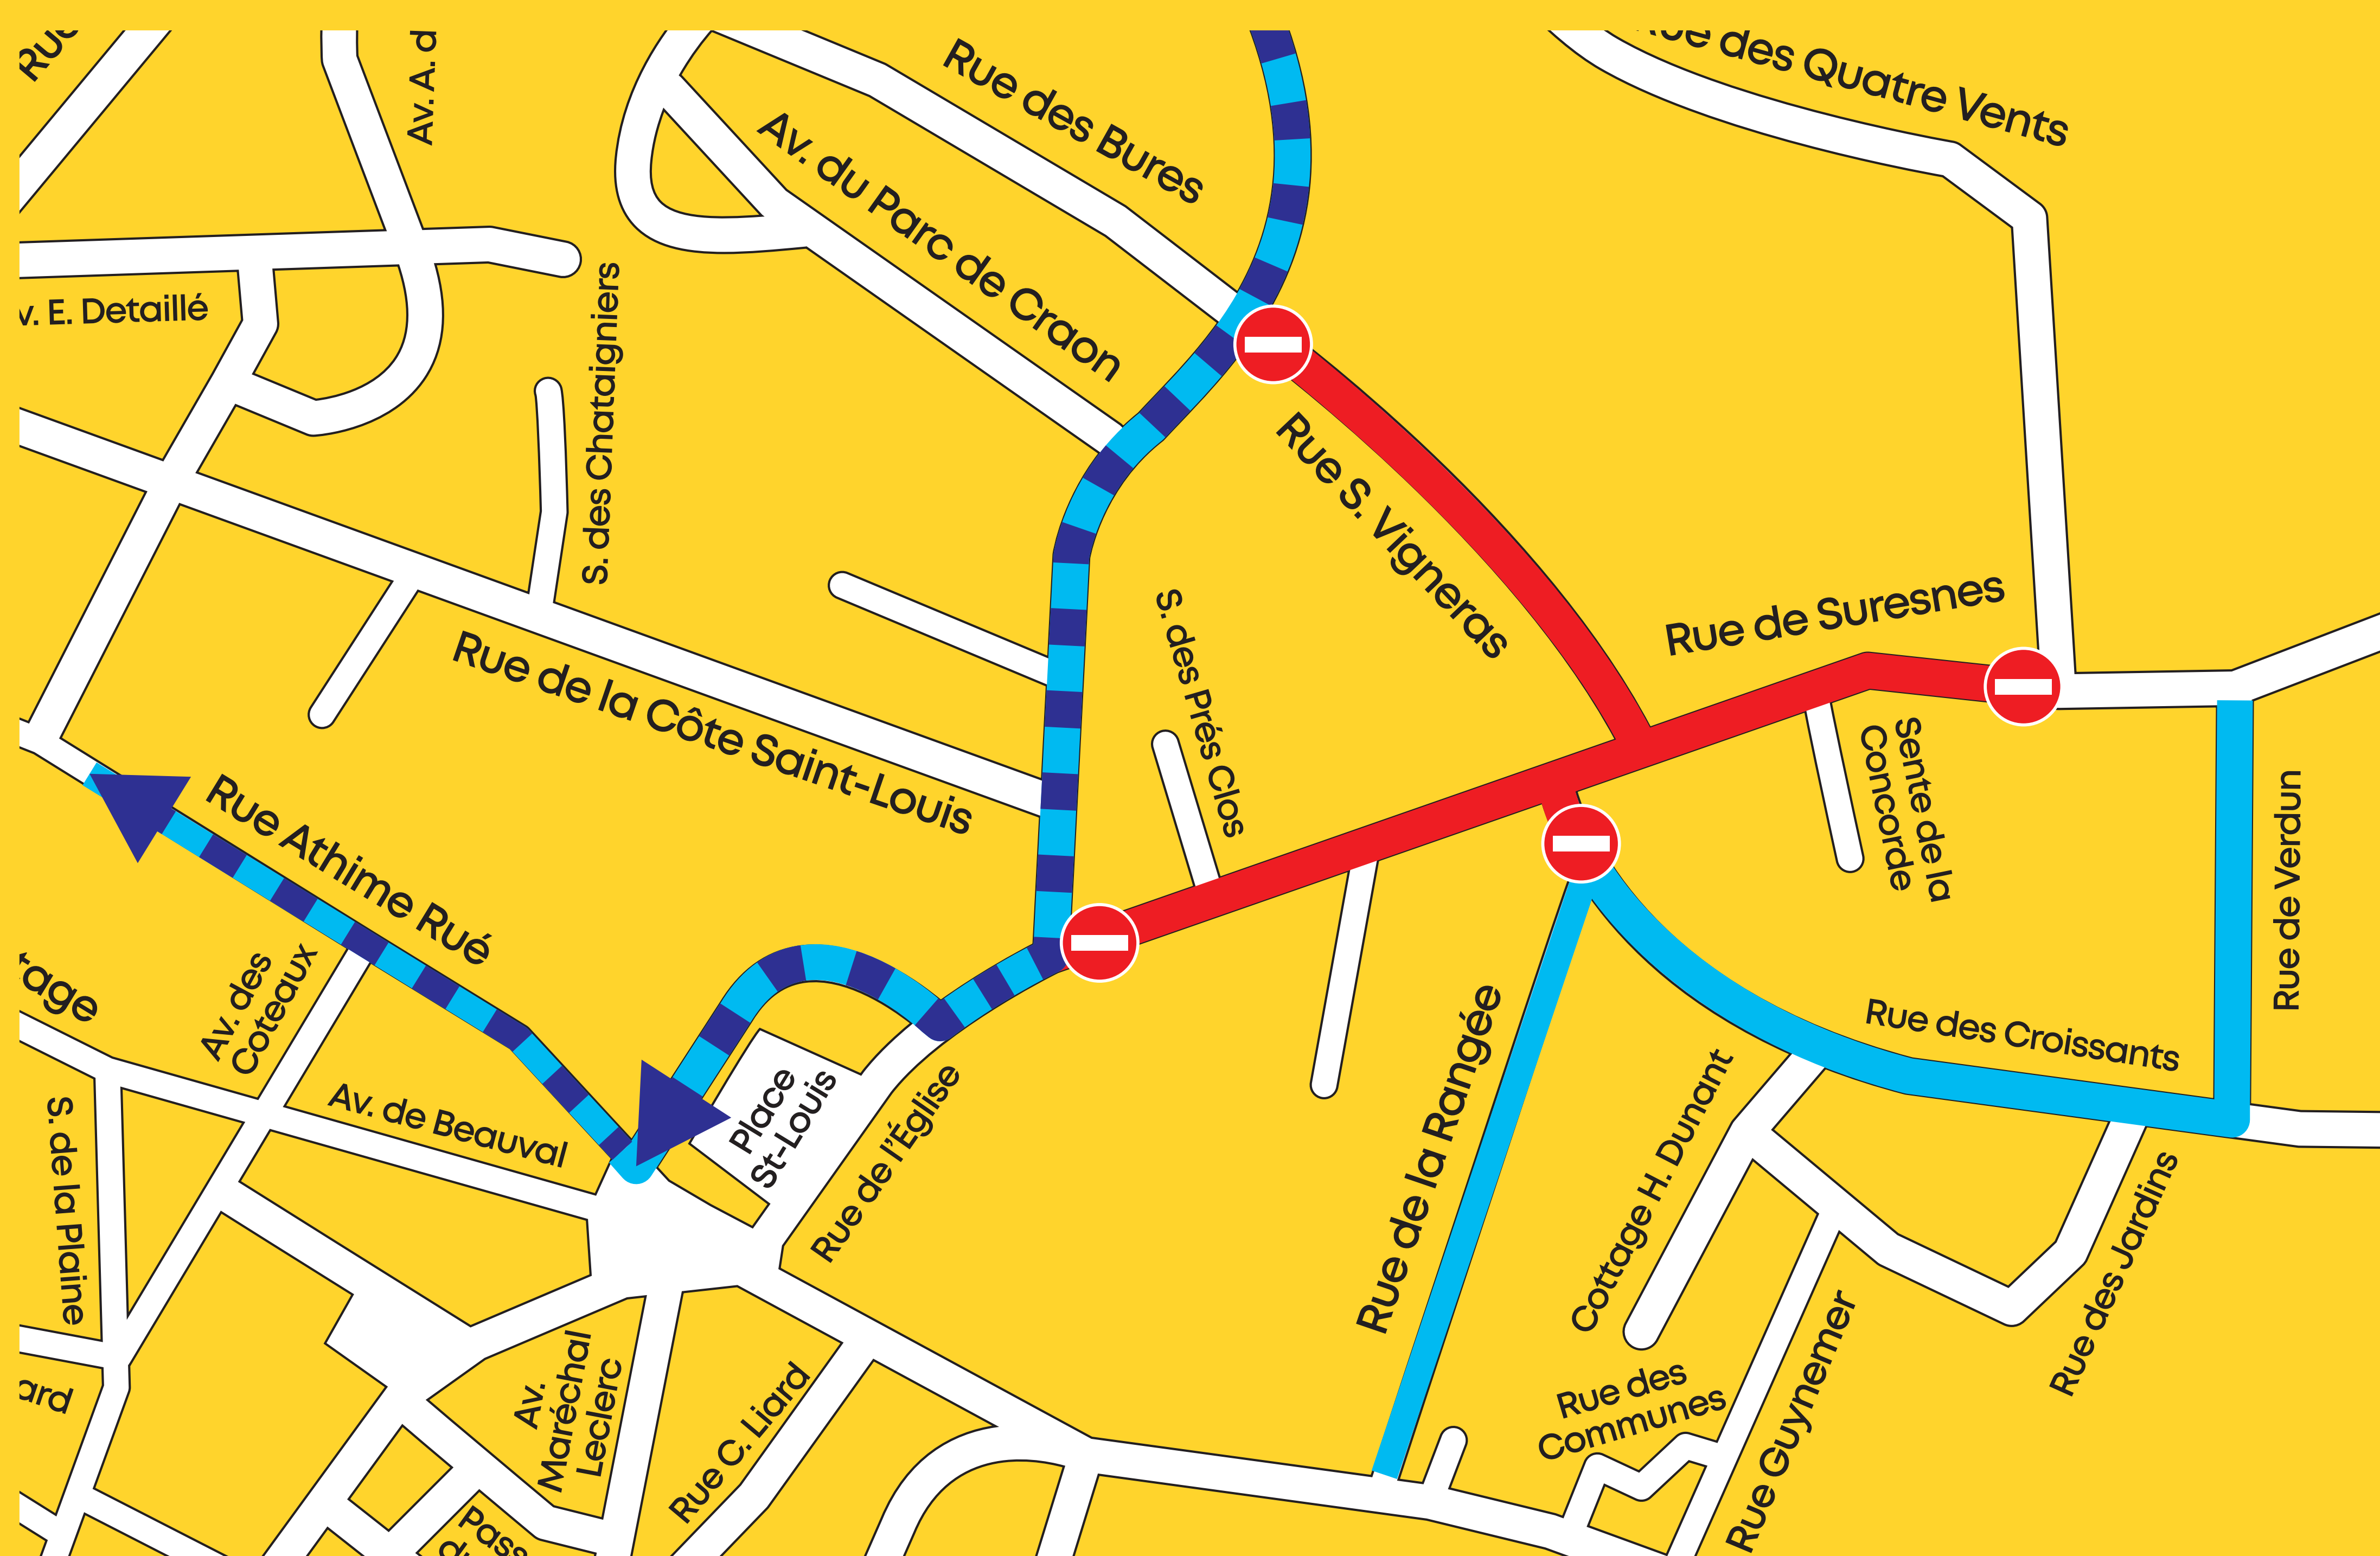 Av. A. d
Rue des Bures
des Quatre Vents
Av. du Parc de Craon
v. E. Detaillé
S. des Chataigniers
Rue S. Vigneras
Rue de Suresnes
S. des Prés Clos
Rue de la Côte Saint-Louis
Sente de la
Concorde
Rue de Verdun
Rue Athime Rué
Av. des
Coteaux
tage
Rue des Croissants
Rue de la Rangée
Av. de Beauval
Place
St-Louis
Rue de l'Église
S. de la Plaine
Cottage H. Dunant
Rue des Jardins
Rue Guynemer
Rue des
Communes
Av.
Maréchal
Leclerc
Rue C. Liard
ard
Pass